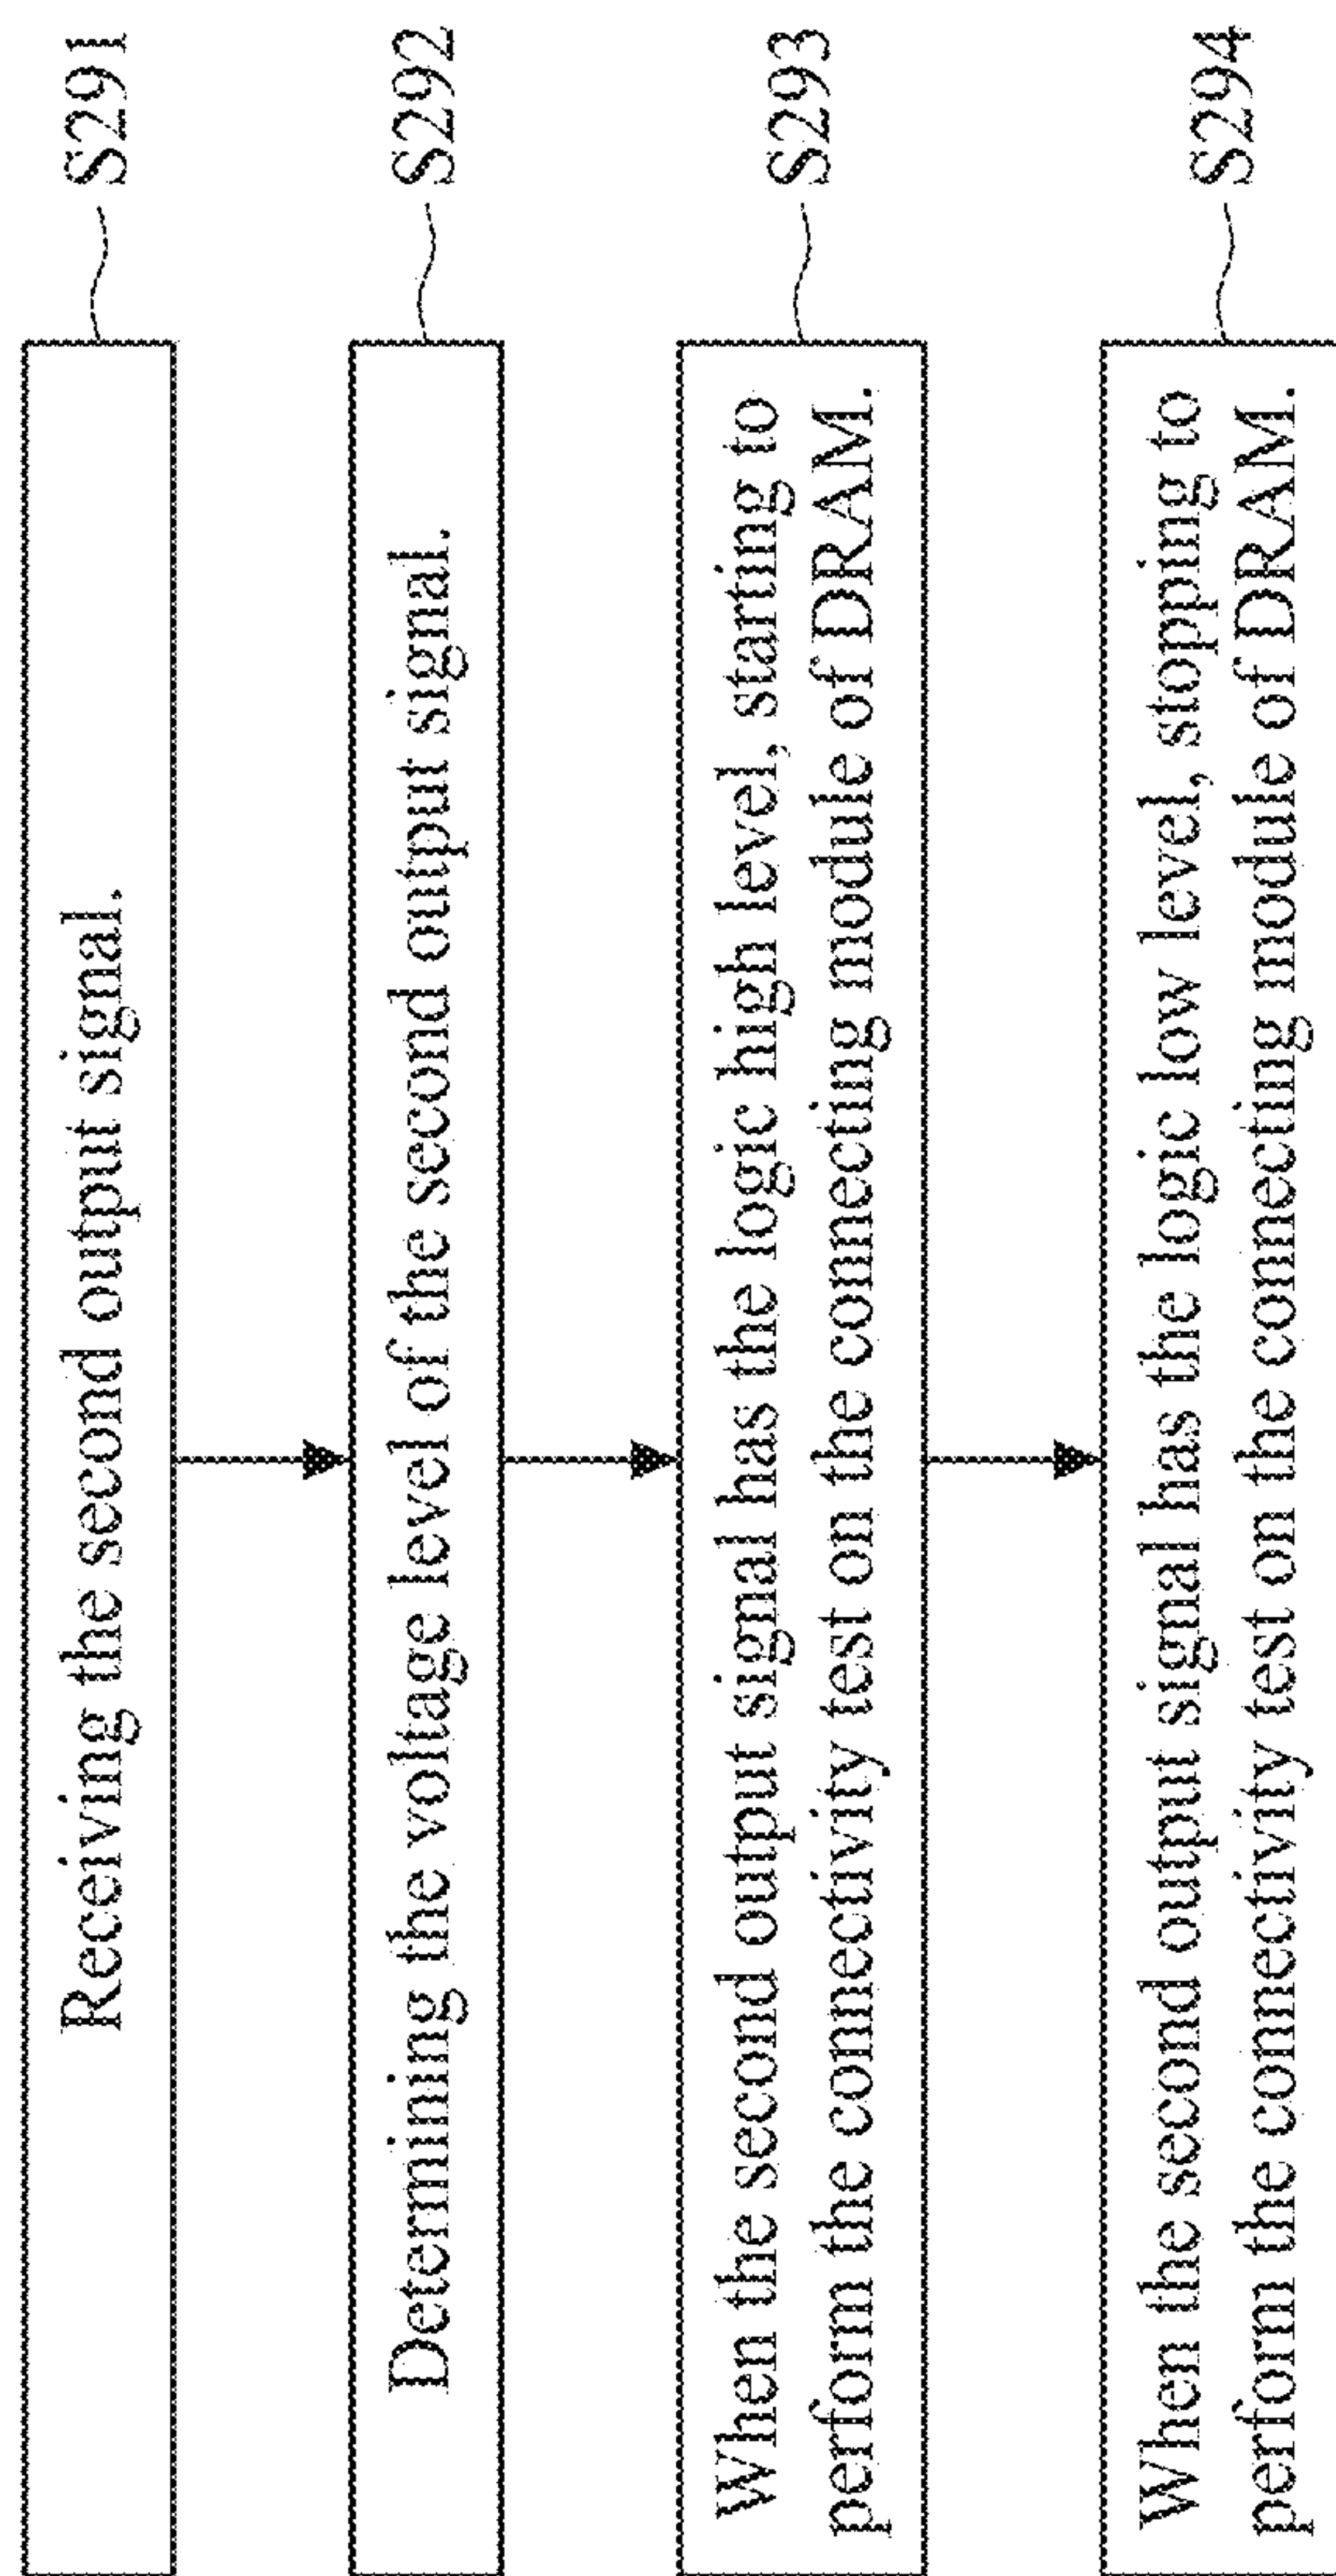 Receiving the second output signal.
S291
Determining the voltage level of the second output signal.
S292
When the second output signal has the logic high level, starting to
perform the connectivity test on the connecting module of DRAM.
S293
When the second output signal has the logic low level, stopping to
perform the connectivity test on the connecting module of DRAM.
S294